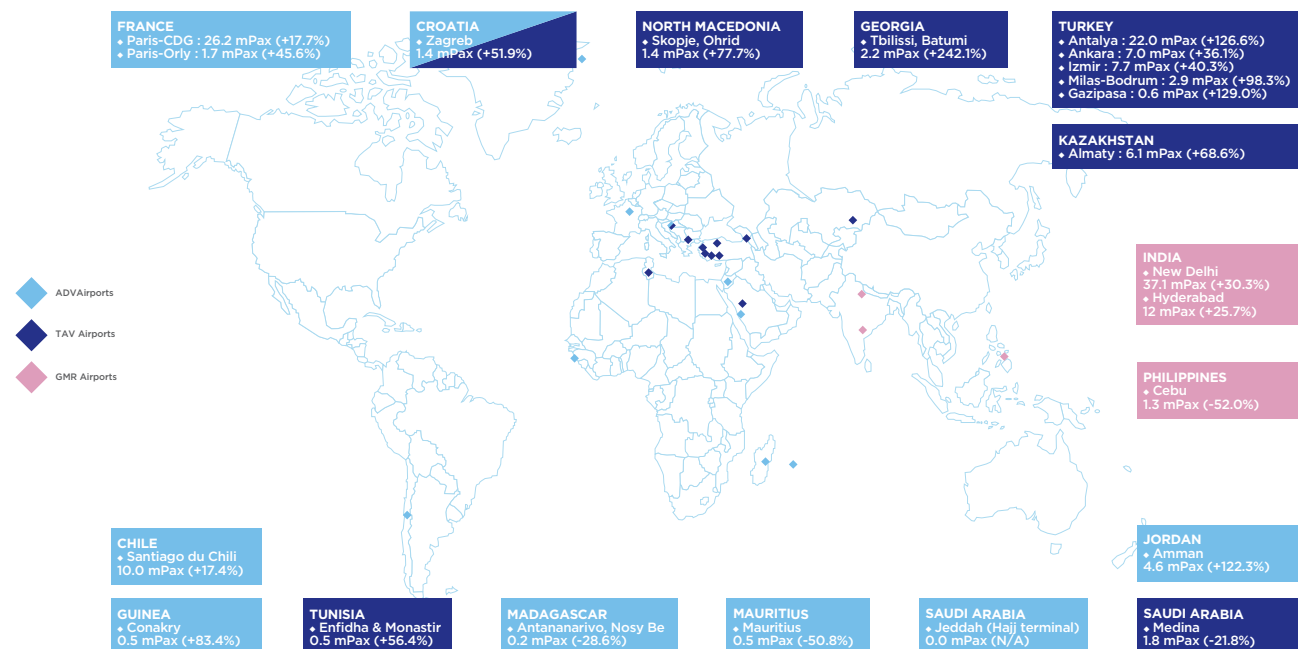 FRANCE
◆ Paris-CDG : 26.2 mPax (+17.7%)
◆ Paris-Orly : 1.7 mPax (+45.6%)
CROATIA
◆ Zagreb
1.4 mPax (+51.9%)
NORTH MACEDONIA
◆ Skopje, Ohrid
1.4 mPax (+77.7%)
GEORGIA
◆ Tbilissi, Batumi
2.2 mPax (+242.1%)
TURKEY
◆ Antalya : 22.0 mPax (+126.6%)
◆ Ankara : 7.0 mPax (+36.1%)
◆ Izmir : 7.7 mPax (+40.3%)
◆ Milas-Bodrum : 2.9 mPax (+98.3%)
◆ Gazipasa : 0.6 mPax (+129.0%)
KAZAKHSTAN
◆ Almaty : 6.1 mPax (+68.6%)
INDIA
◆ New Delhi
37.1 mPax (+30.3%)
◆ Hyderabad
12 mPax (+25.7%)
ADVAirports
TAV Airports
GMR Airports
PHILIPPINES
◆ Cebu
1.3 mPax (-52.0%)
CHILE
◆ Santiago du Chili
10.0 mPax (+17.4%)
JORDAN
◆ Amman
4.6 mPax (+122.3%)
GUINEA
◆ Conakry
0.5 mPax (+83.4%)
TUNISIA
◆ Enfidha & Monastir
0.5 mPax (+56.4%)
MADAGASCAR
◆ Antananarivo, Nosy Be
0.2 mPax (-28.6%)
MAURITIUS
◆ Mauritius
0.5 mPax (-50.8%)
SAUDI ARABIA
◆ Jeddah (Hajj terminal)
0.0 mPax (N/A)
SAUDI ARABIA
◆ Medina
1.8 mPax (-21.8%)